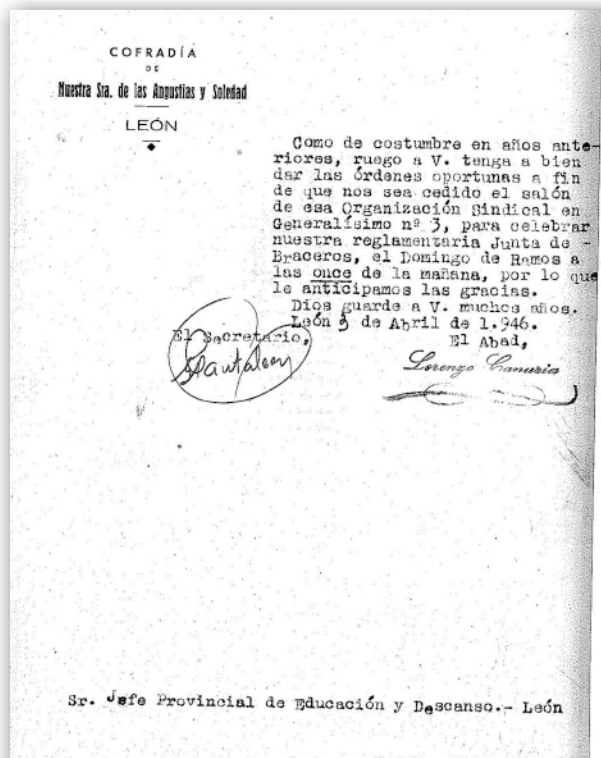 COFRADÍA
DE
Nuestra Sra. de las Angustias y Soledad
LEÓN
Como de costumbre en años ante-
riores, ruego a V. tenga a bien
dar las órdenes oportunas a fin
de que nos sea cedido el salón
de esa Organización Sindical en
Generalísimo nº 3, para celebrar
nuestra reglamentaria Junta de -
Braceros, el Domingo de Ramos a
las once de la mañana, por lo que
le anticipamos las gracias.
Dios guarde a V. muchos años.
León 3 de Abril de 1.946.
El Secretario,
El Abad,
Lorenzo Canuria
Sr. Jefe Provincial de Educación y Descanso.- León